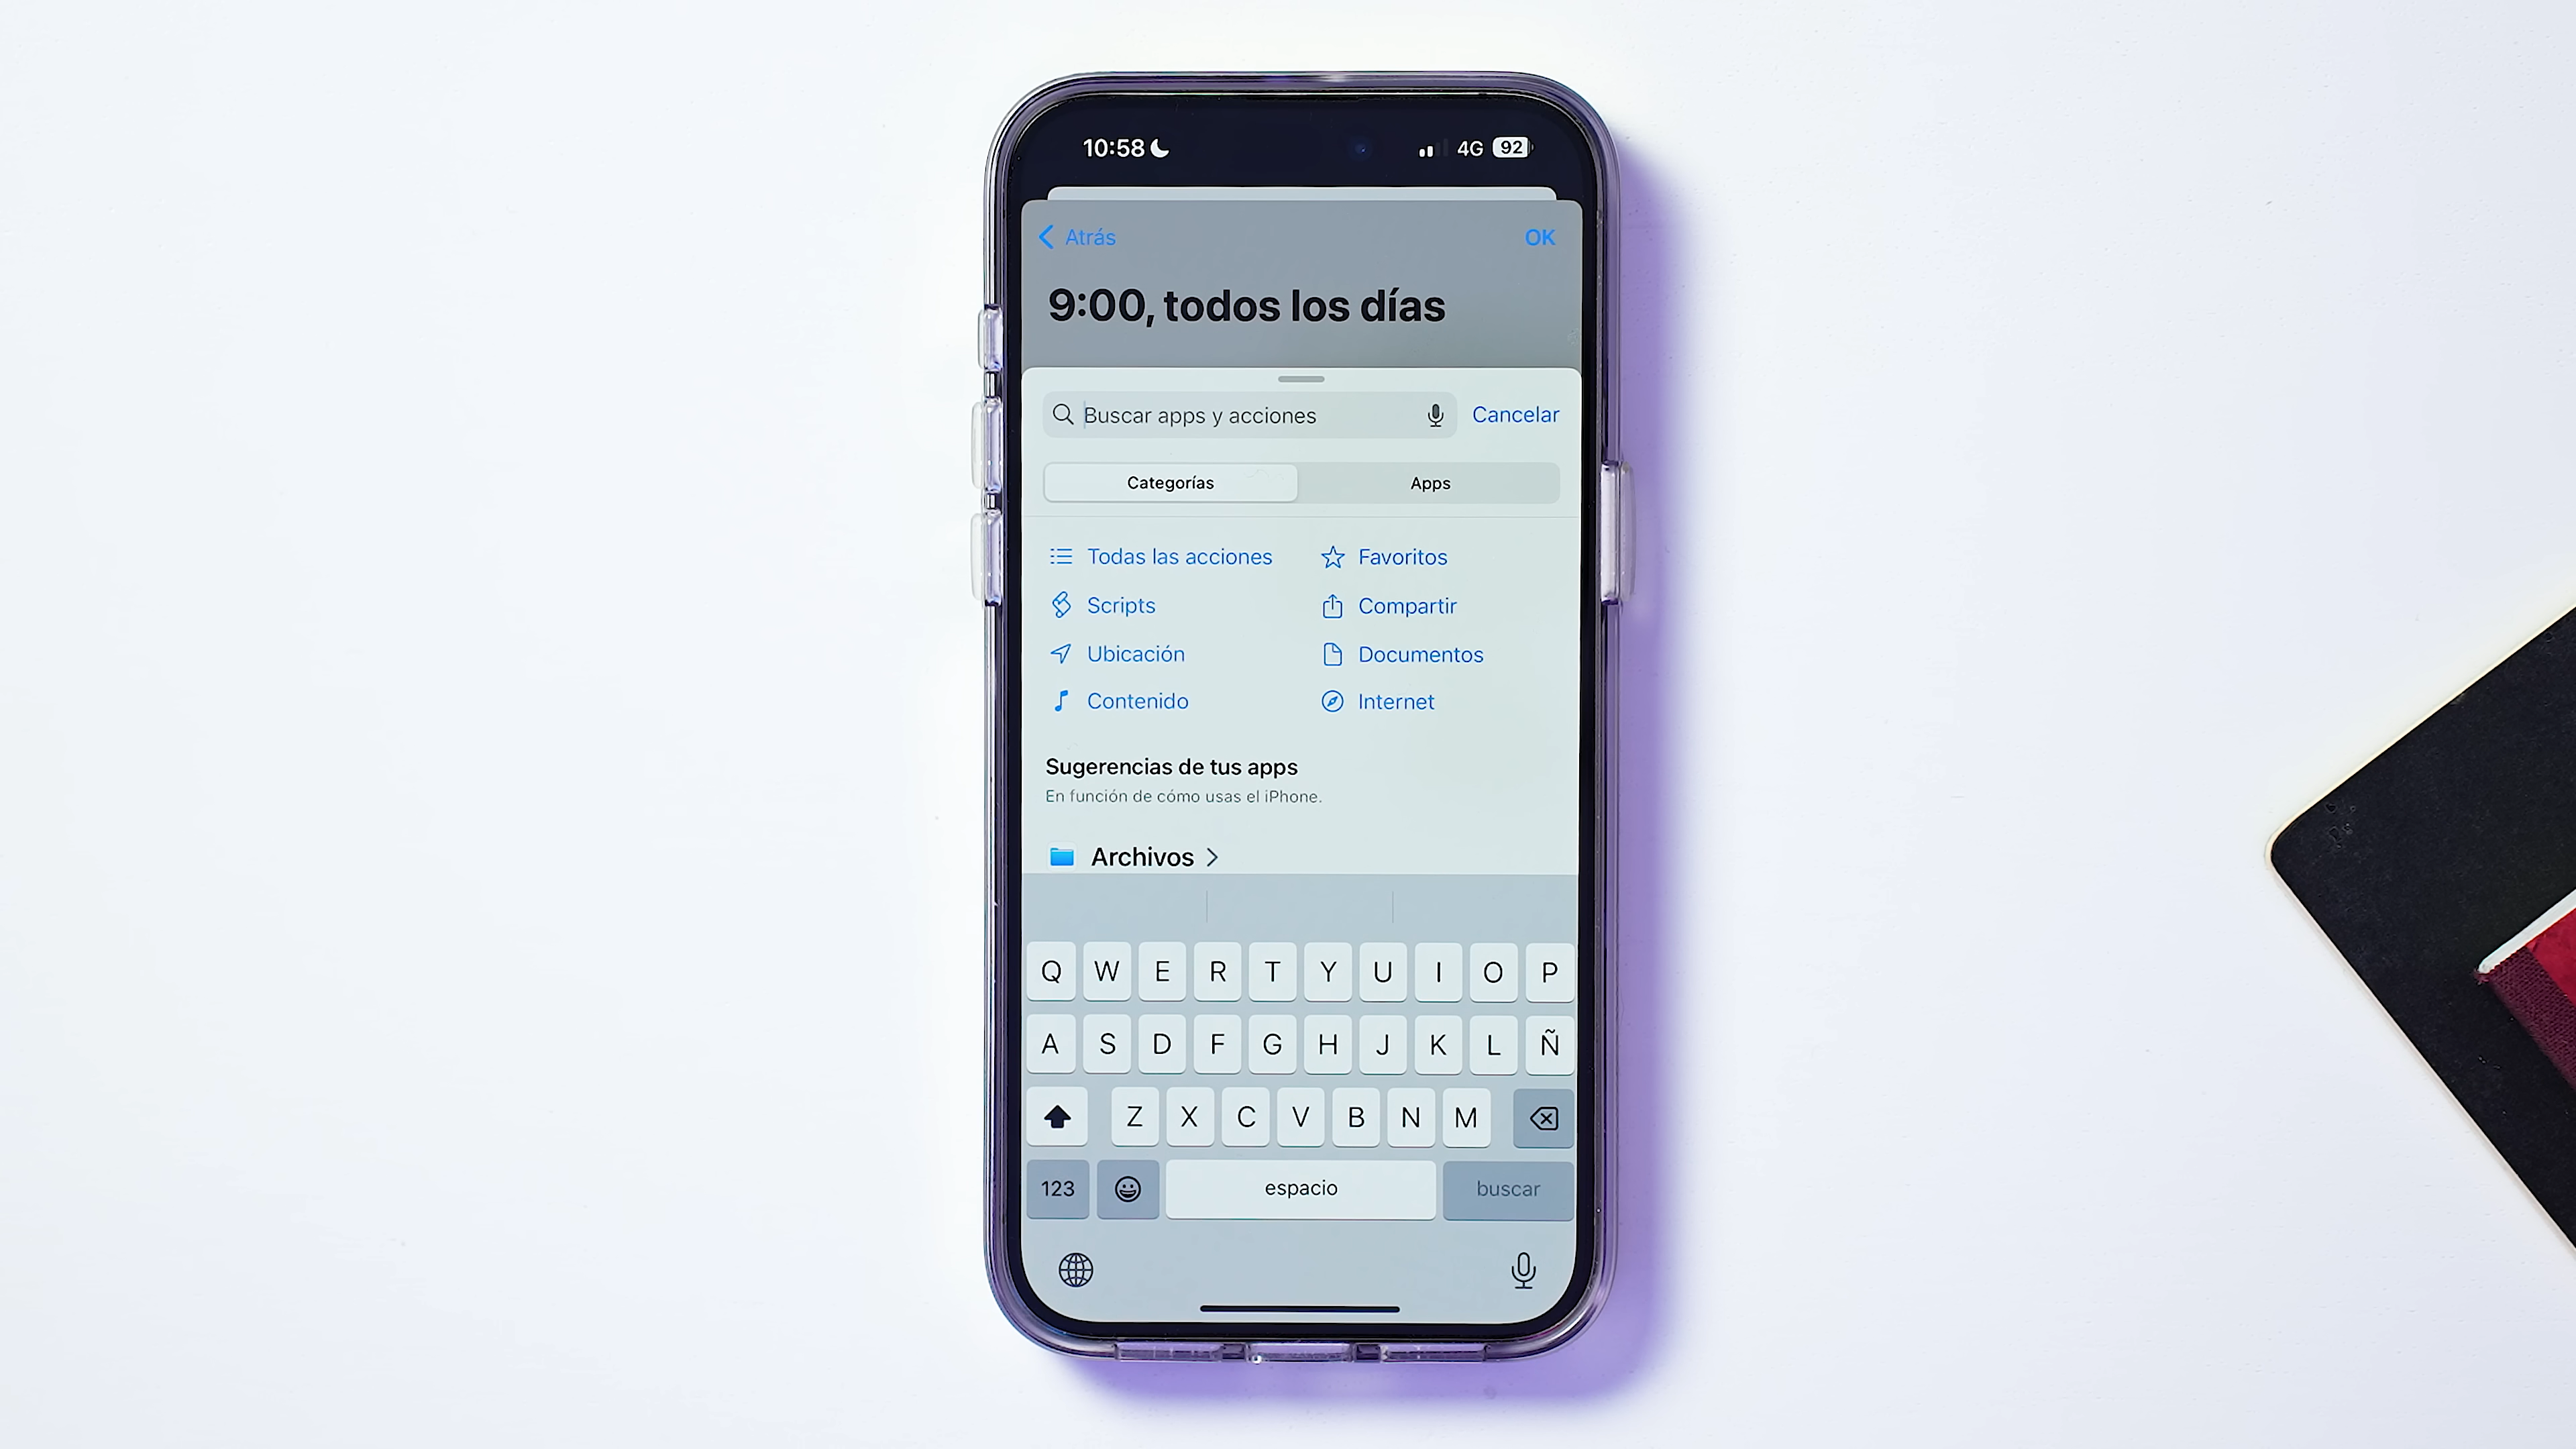 10:58 4G 92
Atrás OK
9:00, todos los días
Buscar apps y acciones Cancelar
Categorías Apps
Todas las acciones Favoritos
Scripts Compartir
Ubicación Documentos
Contenido Internet
Sugerencias de tus apps
En función de cómo usas el iPhone.
Archivos
Q W E R T Y U I O P
A S D F G H J K L Ñ
Z X C V B N M
123 espacio buscar